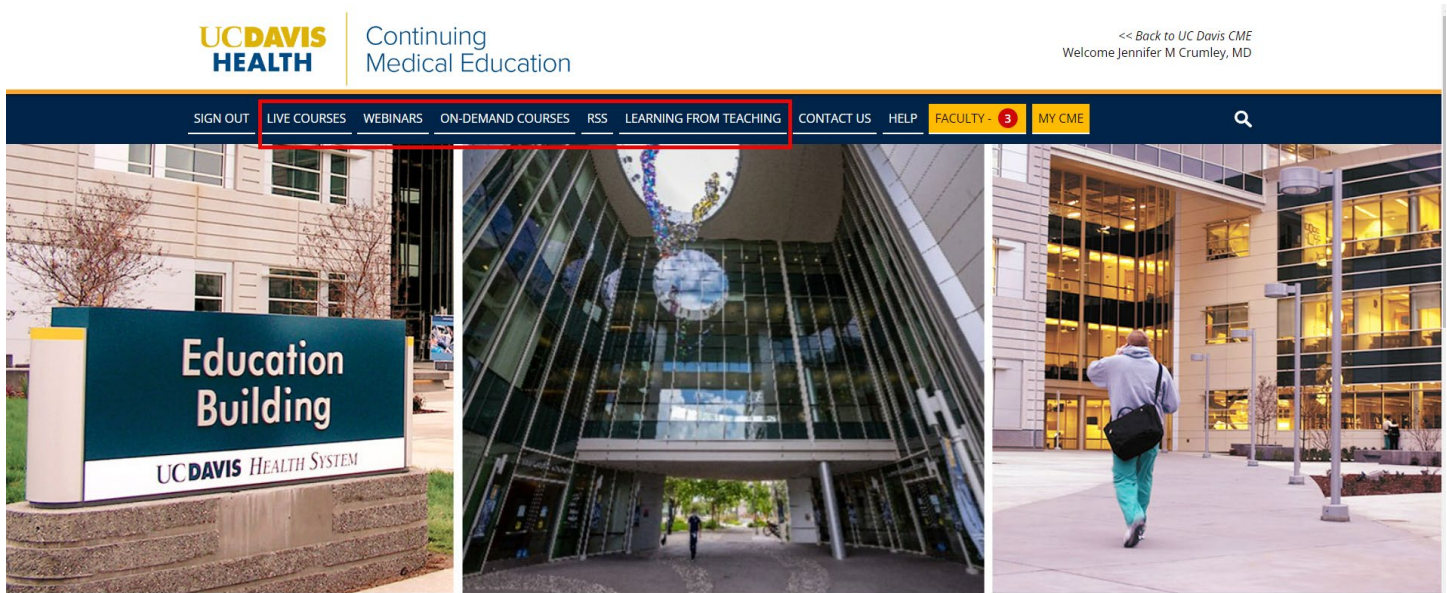 UCDAVIS
HEALTH
Continuing
Medical Education
<< Back to UC Davis CME
Welcome Jennifer M Crumley, MD
SIGN OUT LIVE COURSES WEBINARS ON-DEMAND COURSES RSS LEARNING FROM TEACHING CONTACT US HELP FACULTY - 3 MY CME
Education
Building
UCDAVIS HEALTH SYSTEM